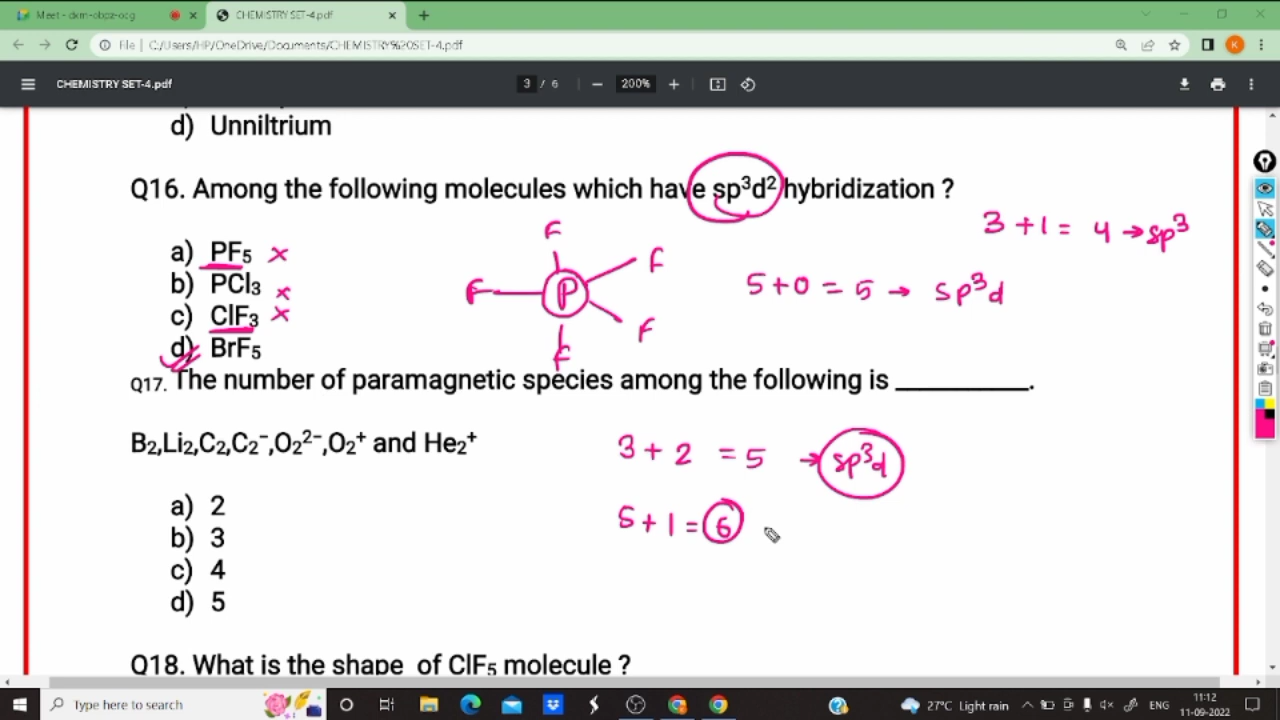 Meet - dxm-obpz-ocg
CHEMISTRY SET-4.pdf
File | C:/Users/HP/OneDrive/Documents/CHEMISTRY%20SET-4.pdf
K
CHEMISTRY SET-4.pdf
3 / 6
200%
d) Unniltrium
Q16. Among the following molecules which have sp³d² hybridization ?
3 + 1 = 4 → sp³
a) PF₅ ×
b) PCl₃ ×
c) ClF₃ ×
d) BrF₅
F
F
F
P
F
F
5 + 0 = 5 → sp³d
Q17. The number of paramagnetic species among the following is __________.
B₂,Li₂,C₂,C₂⁻,O₂²⁻,O₂⁺ and He₂⁺
3 + 2 = 5 → sp³d
5 + 1 = 6
a) 2
b) 3
c) 4
d) 5
Q18. What is the shape of ClF₅ molecule ?
Type here to search
27°C Light rain
ENG
11:12
11-09-2022